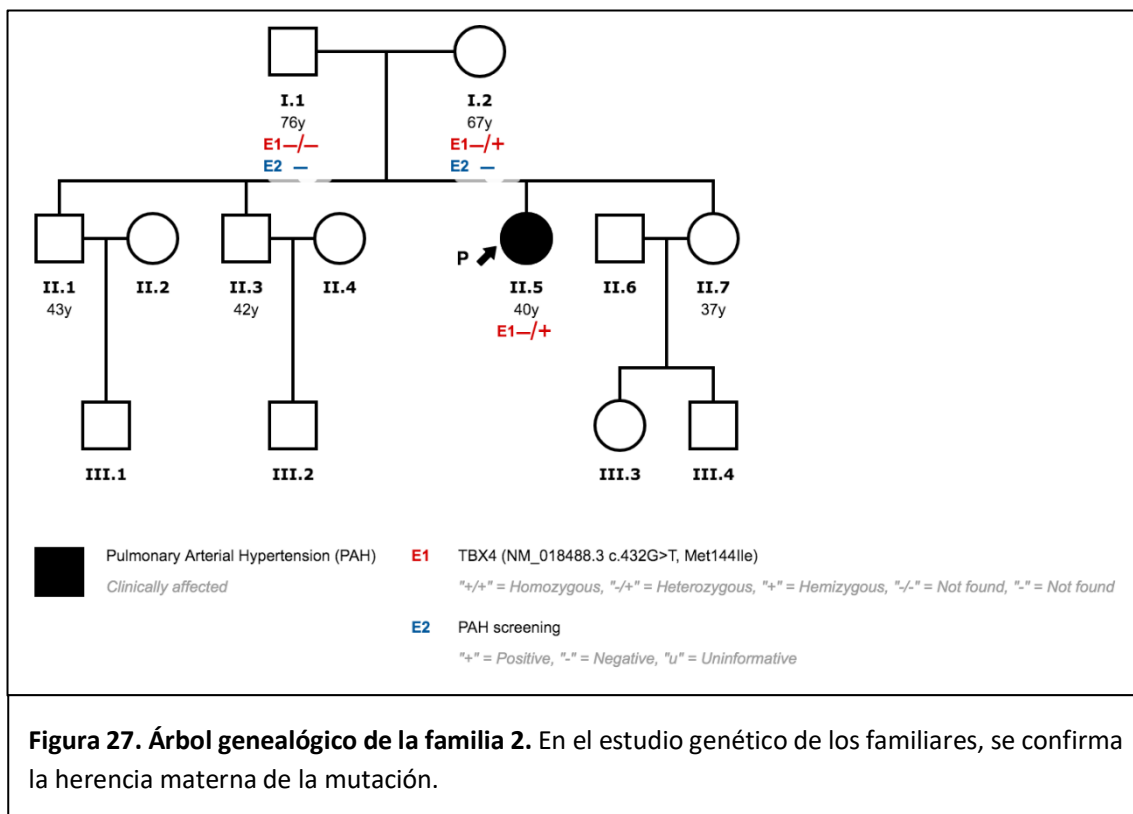 I.1 I.2
76y 67y
E1 —/— E1 —/+
E2 — E2 —
P
II.1 II.2 II.3 II.4 II.5 II.6 II.7
43y 42y 40y 37y
E1—/+
III.1 III.2 III.3 III.4
Pulmonary Arterial Hypertension (PAH) E1 TBX4 (NM_018488.3 c.432G>T, Met144Ile)
Clinically affected "+/+" = Homozygous, "-/+" = Heterozygous, "+" = Hemizygous, "-/-" = Not found, "-" = Not found
E2 PAH screening
"+" = Positive, "-" = Negative, "u" = Uninformative
Figura 27. Árbol genealógico de la familia 2. En el estudio genético de los familiares, se confirma
la herencia materna de la mutación.